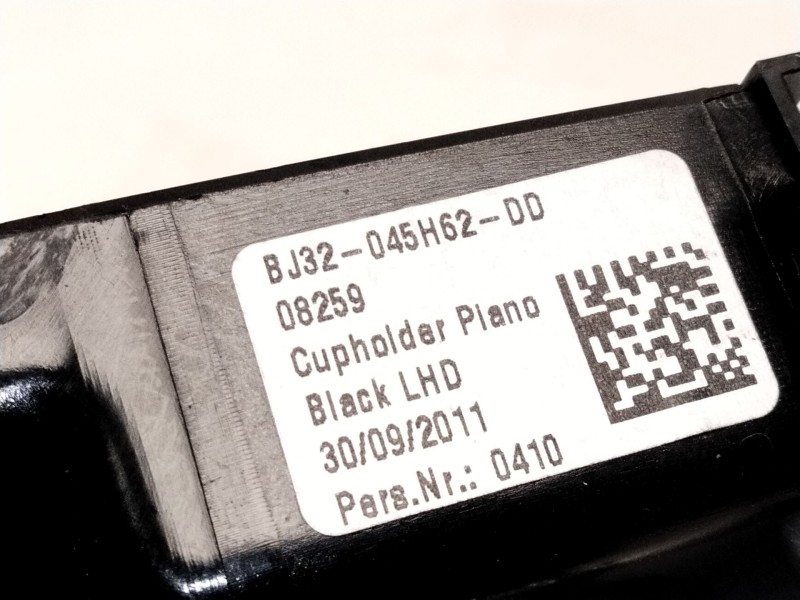 BJ32-045H62-DD
08259
Cupholder Piano
Black LHD
30/09/2011
Pers.Nr.: 0410